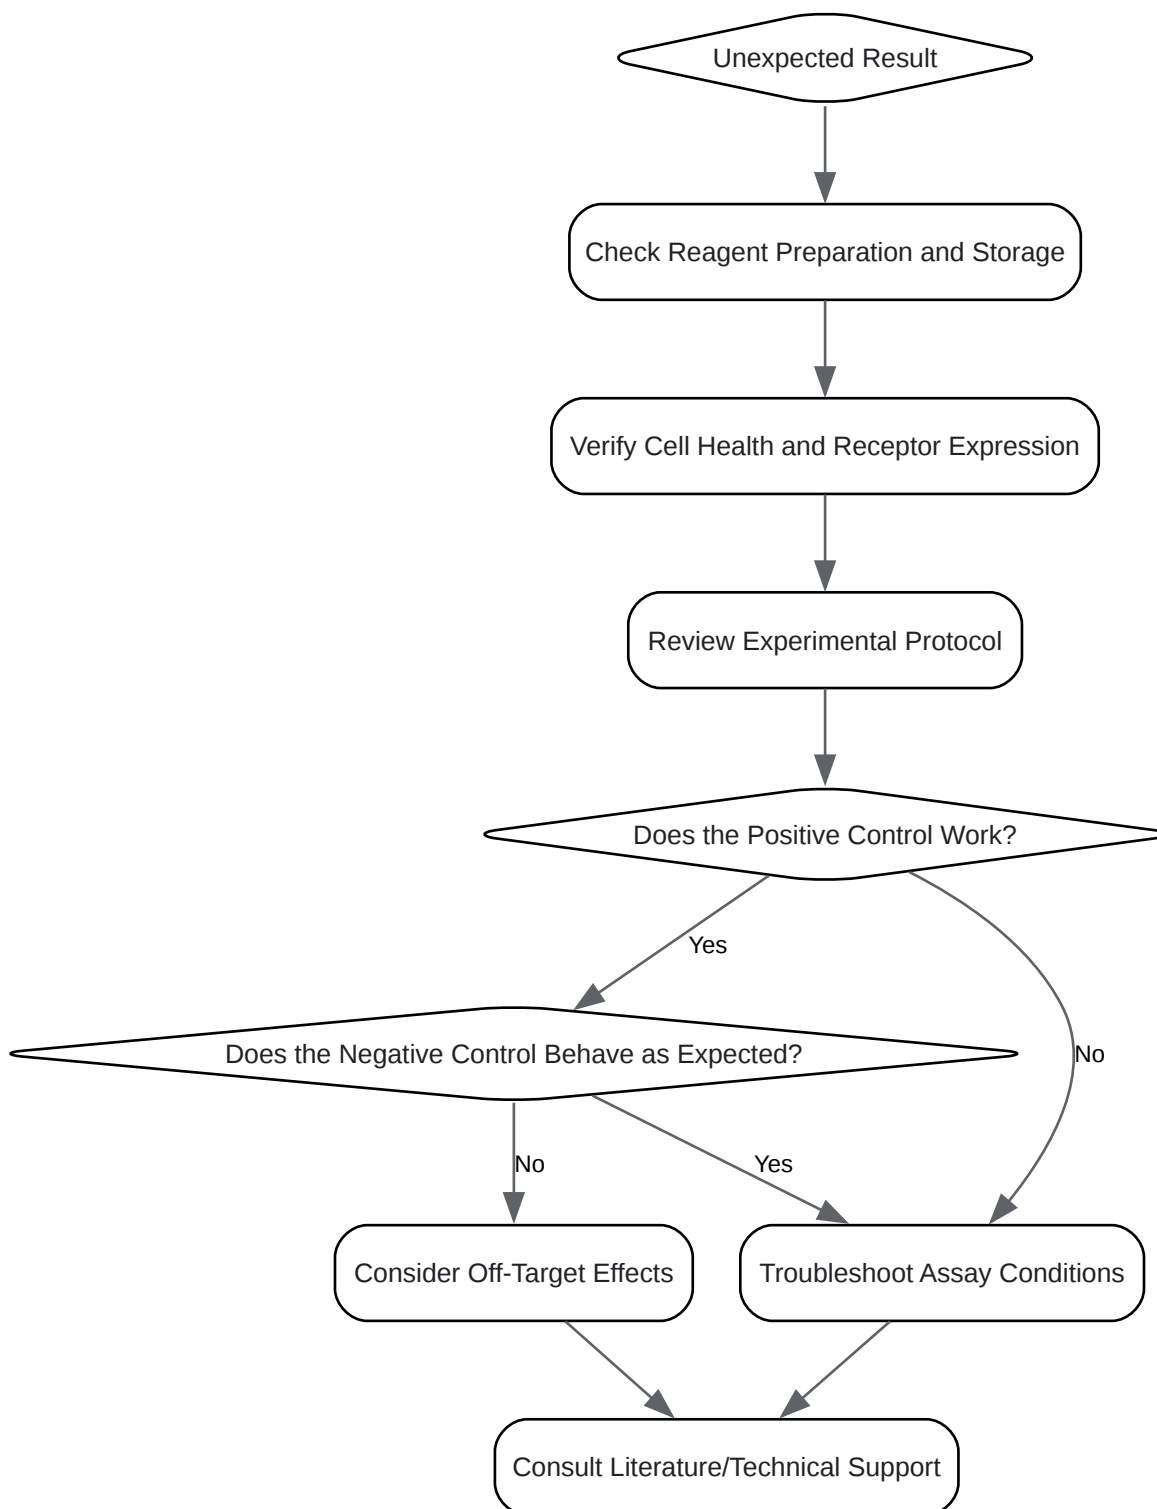 Unexpected Result
Check Reagent Preparation and Storage
Verify Cell Health and Receptor Expression
Review Experimental Protocol
Does the Positive Control Work?
Yes
Does the Negative Control Behave as Expected?
No
No
Yes
Consider Off-Target Effects
Troubleshoot Assay Conditions
Consult Literature/Technical Support